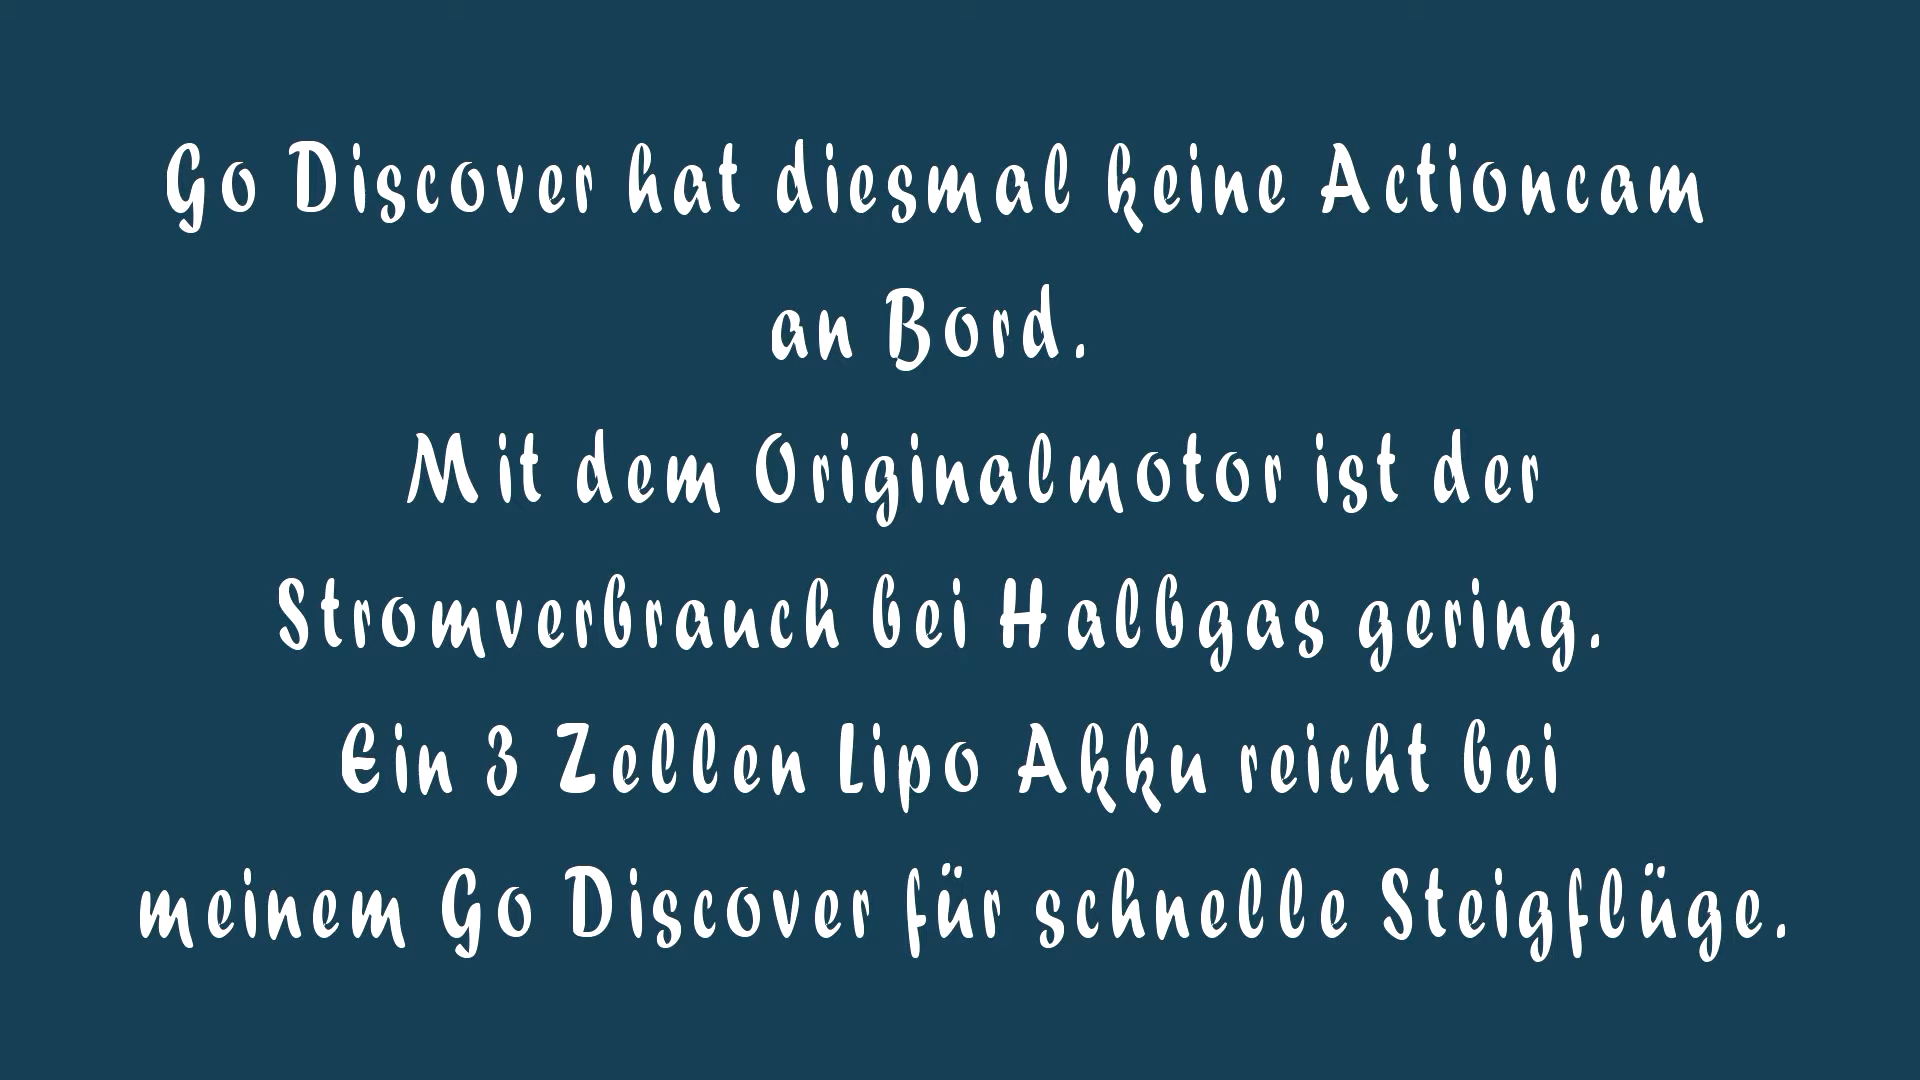 Go Discover hat diesmal keine Actioncam
an Bord.
Mit dem Originalmotor ist der
Stromverbrauch bei Halbgas gering.
Ein 3 Zellen Lipo Akku reicht bei
meinem Go Discover für schnelle Steigflüge.